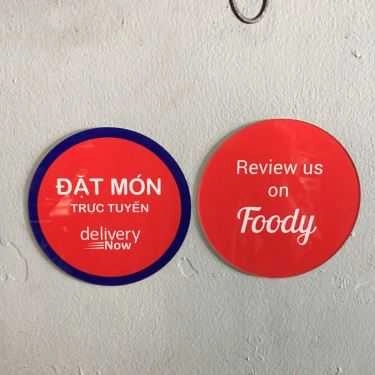 ĐẶT MÓN
TRỰC TUYẾN
delivery
Now
Review us
on
Foody